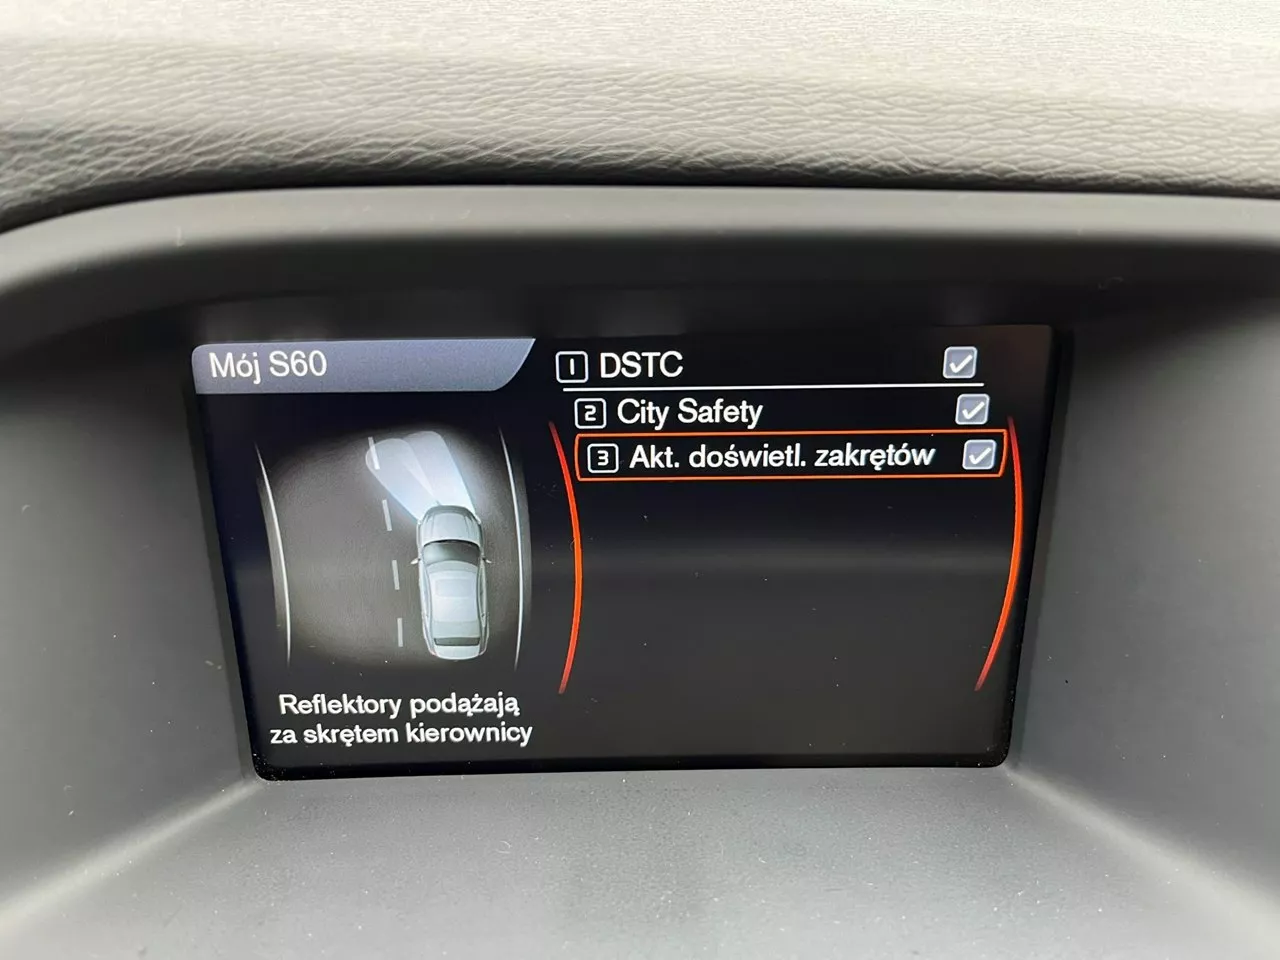 Mój S60
1 DSTC
2 City Safety
3 Akt. doświetl. zakrętów
Reflektory podążają
za skrętem kierownicy